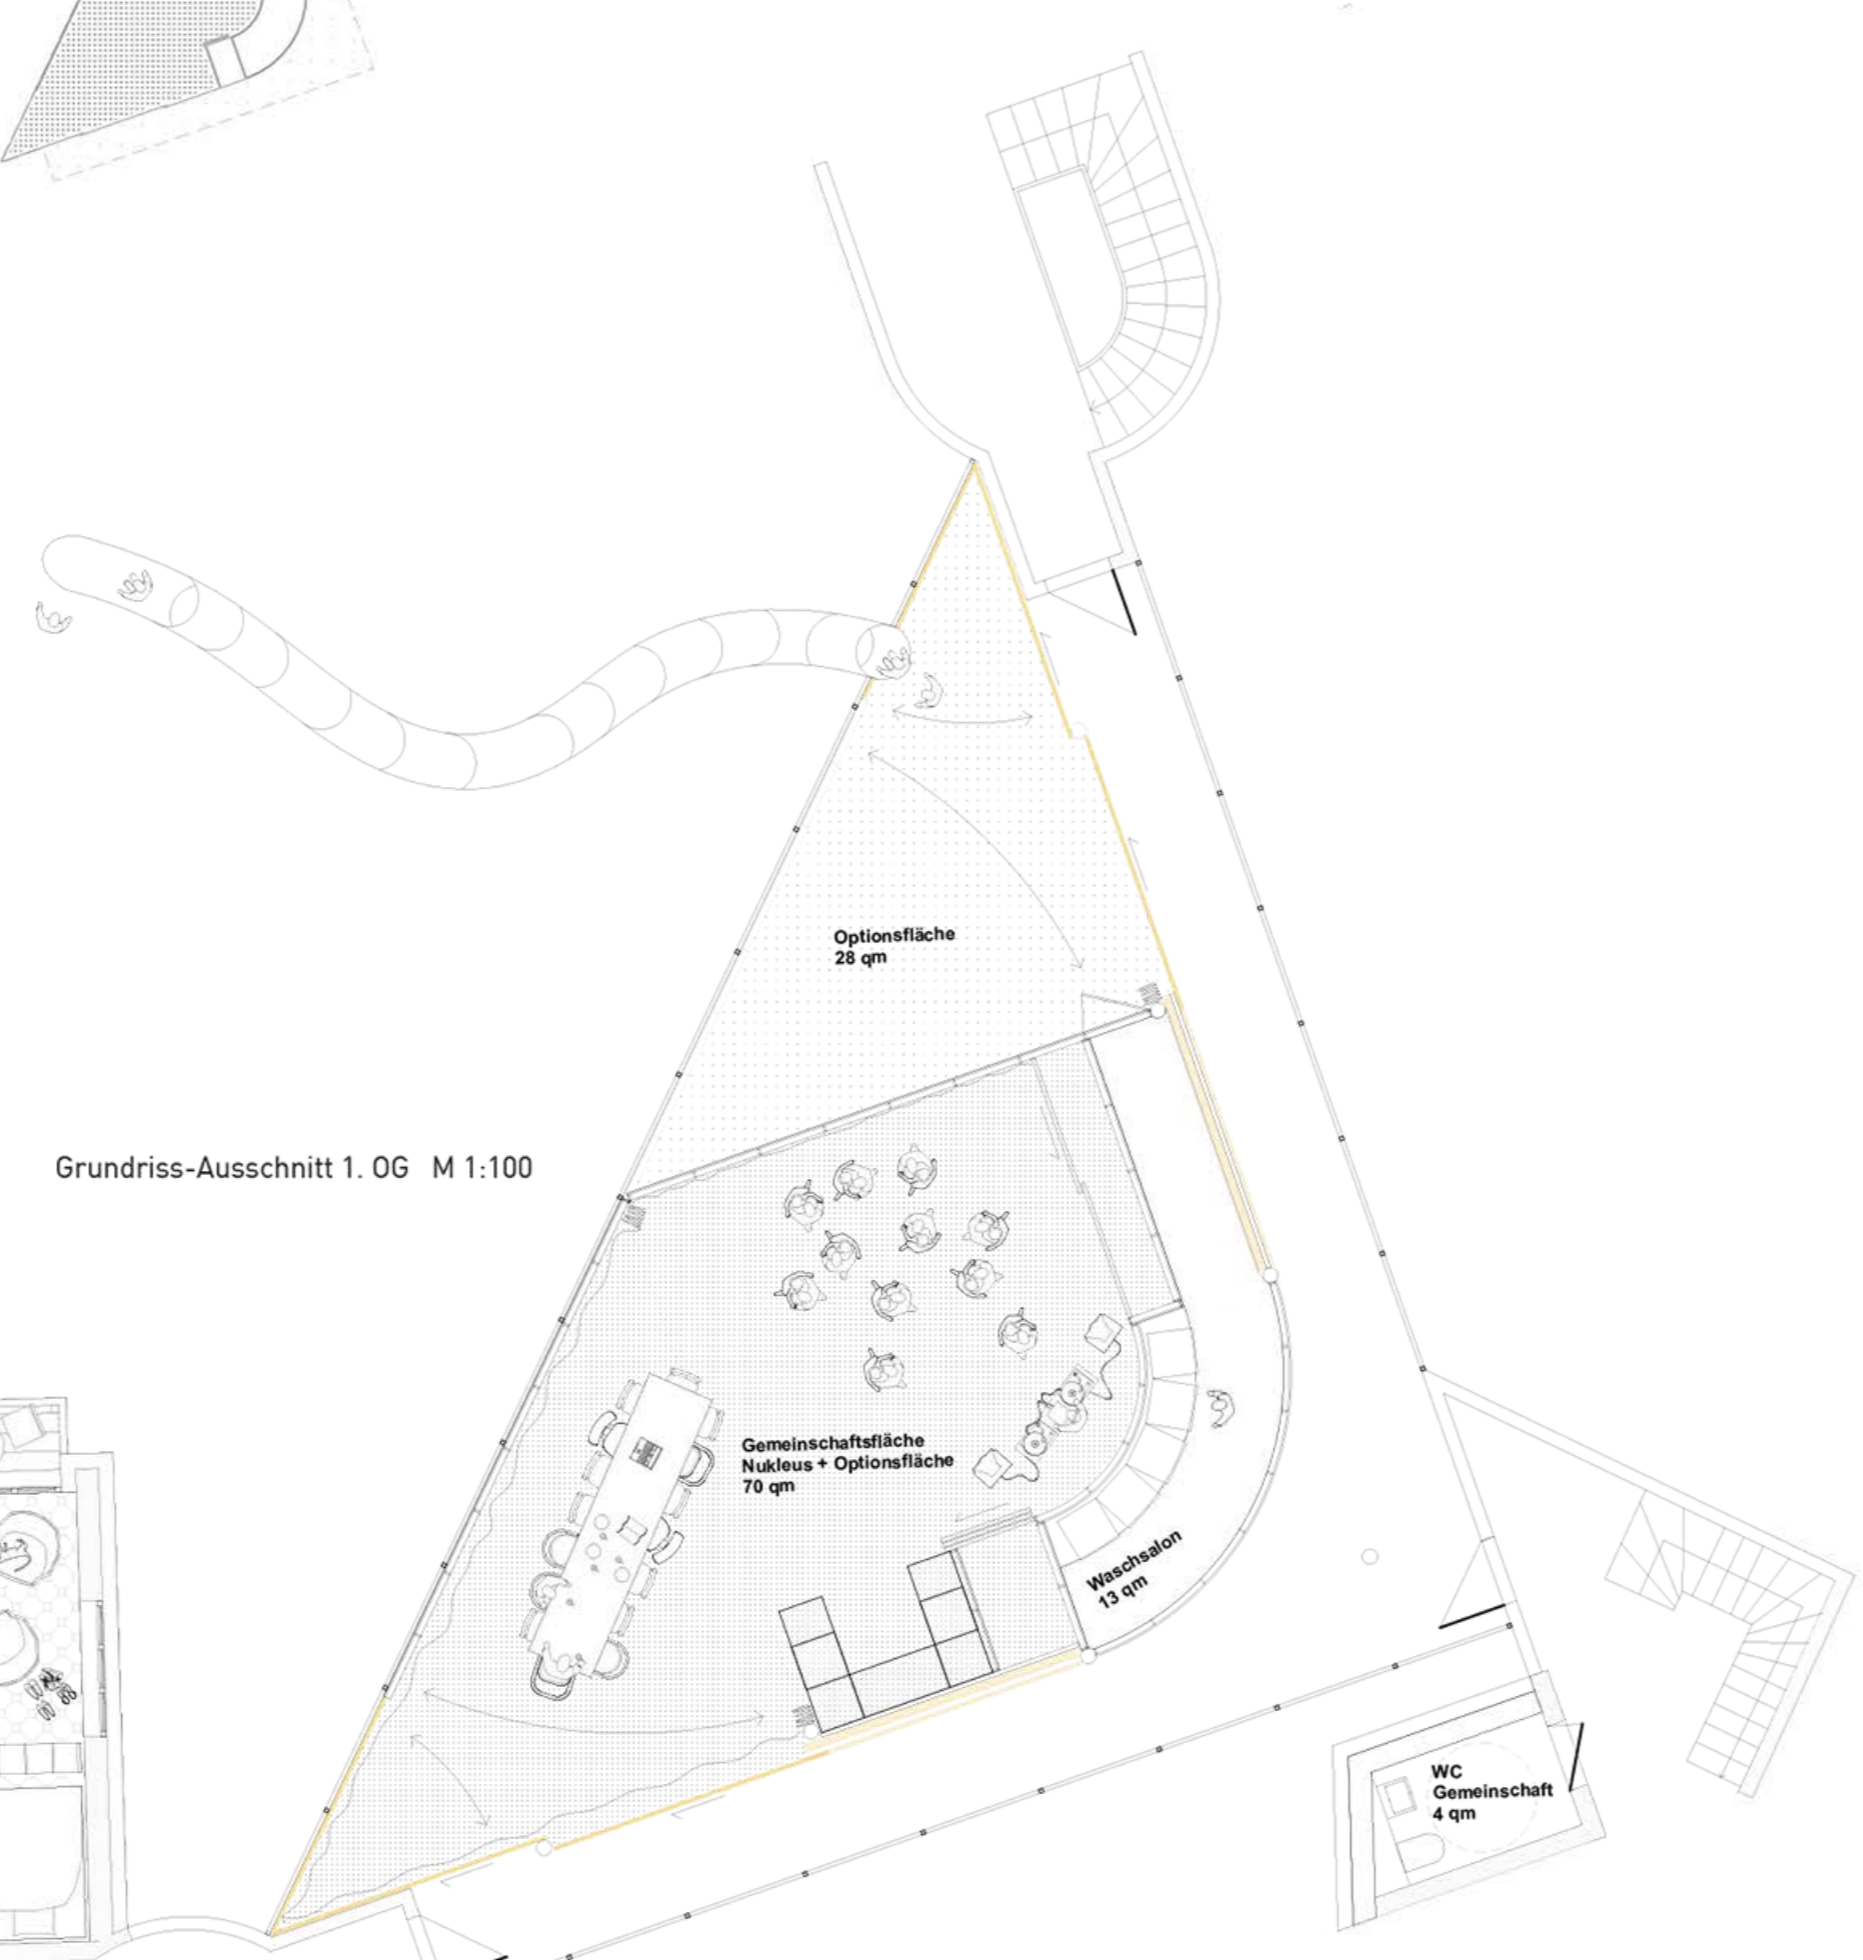 Optionsfläche
28 qm
Grundriss-Ausschnitt 1. OG M 1:100
Gemeinschaftsfläche
Nukleus + Optionsfläche
70 qm
Waschsalon
13 qm
WC
Gemeinschaft
4 qm